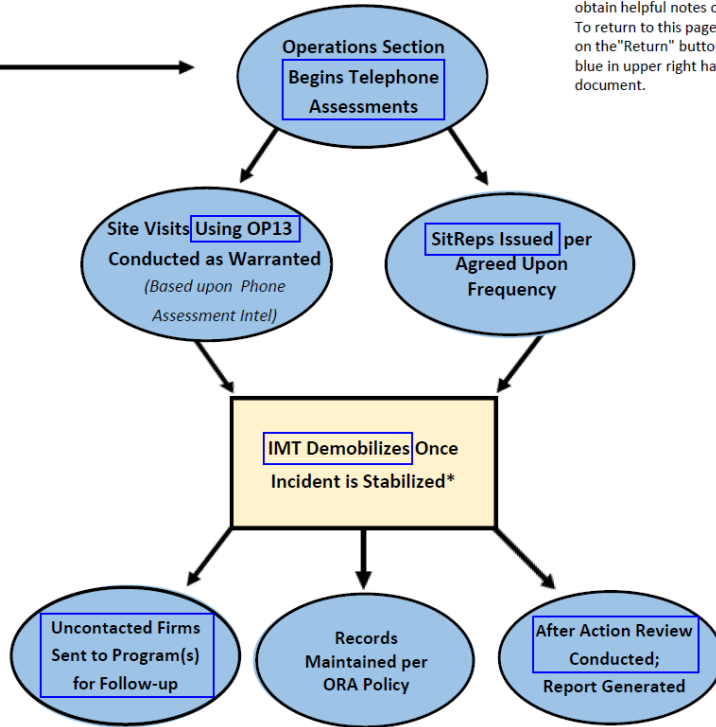 obtain helpful notes
To return to this page
on the"Return" button
blue in upper right
document.
Operations Section
Begins Telephone
Assessments
Site Visits Using OP13
Conducted as Warranted
(Based upon Phone
Assessment Intel)
SitReps Issued per
Agreed Upon
Frequency
IMT Demobilizes Once
Incident is Stabilized*
Uncontacted Firms
Sent to Program(s)
for Follow-up
Records
Maintained per
ORA Policy
After Action Review
Conducted;
Report Generated